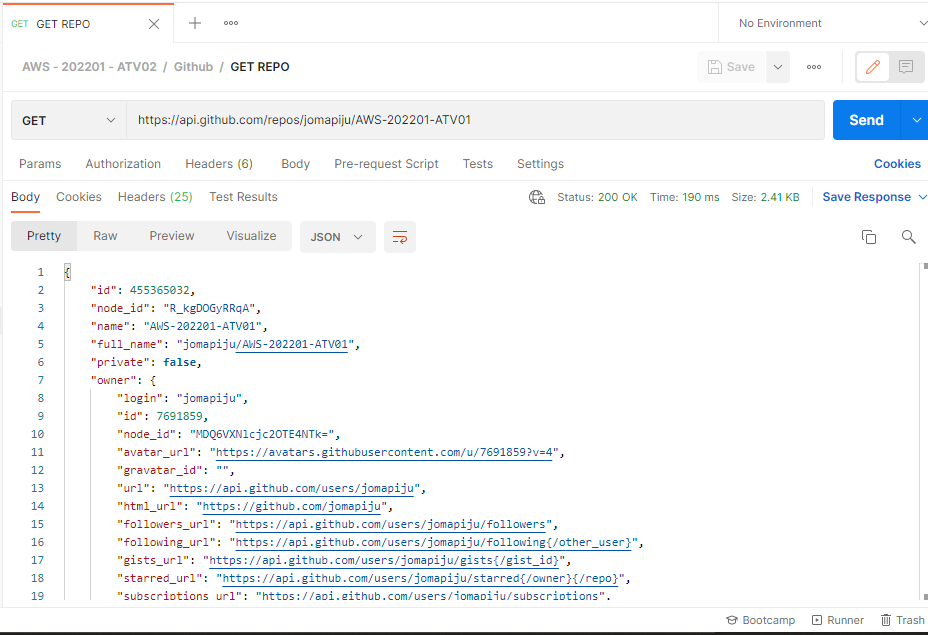 GET GET REPO
No Environment
AWS - 202201 - ATV02 / Github / GET REPO
Save
GET https://api.github.com/repos/jomapiju/AWS-202201-ATV01 Send
Params Authorization Headers (6) Body Pre-request Script Tests Settings Cookies
Body Cookies Headers (25) Test Results Status: 200 OK Time: 190 ms Size: 2.41 KB Save Response
Pretty Raw Preview Visualize JSON
1 {
2 "id": 455365032,
3 "node_id": "R_kgDOGyRRqA",
4 "name": "AWS-202201-ATV01",
5 "full_name": "jomapiju/AWS-202201-ATV01",
6 "private": false,
7 "owner": {
8 "login": "jomapiju",
9 "id": 7691859,
10 "node_id": "MDQ6VXNlcjc2OTE4NTk=",
11 "avatar_url": "https://avatars.githubusercontent.com/u/7691859?v=4",
12 "gravatar_id": "",
13 "url": "https://api.github.com/users/jomapiju",
14 "html_url": "https://github.com/jomapiju",
15 "followers_url": "https://api.github.com/users/jomapiju/followers",
16 "following_url": "https://api.github.com/users/jomapiju/following{/other_user}",
17 "gists_url": "https://api.github.com/users/jomapiju/gists{/gist_id}",
18 "starred_url": "https://api.github.com/users/jomapiju/starred{/owner}{/repo}",
19 "subscriptions_url": "https://api.github.com/users/jomapiju/subscriptions",
Bootcamp Runner Trash